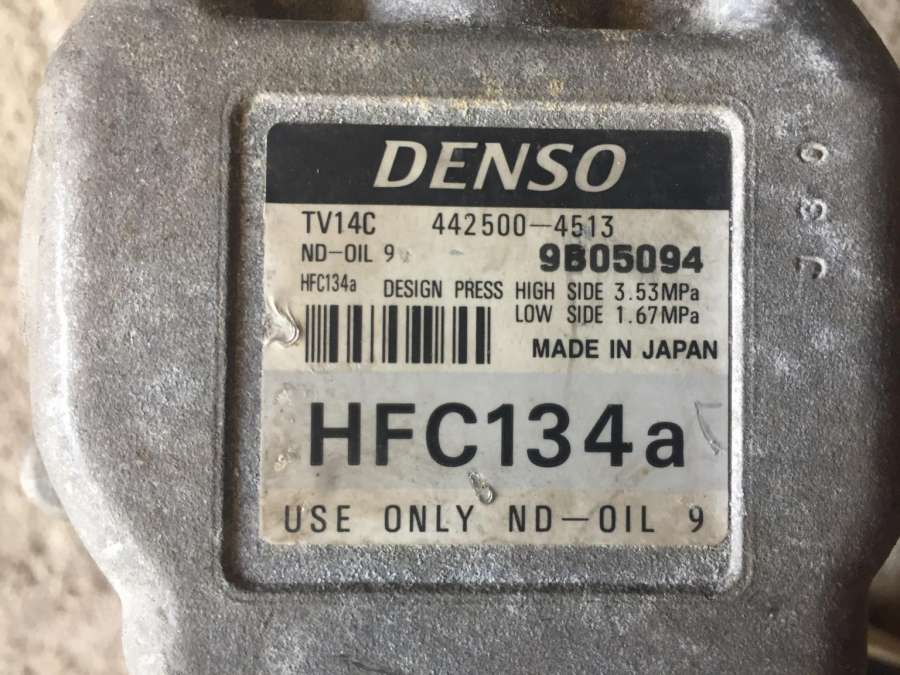 DENSO
TV14C 442500-4513
ND-OIL 9 9B05094
HFC134a DESIGN PRESS HIGH SIDE 3.53MPa
LOW SIDE 1.67MPa
MADE IN JAPAN
HFC134a
USE ONLY ND-OIL 9